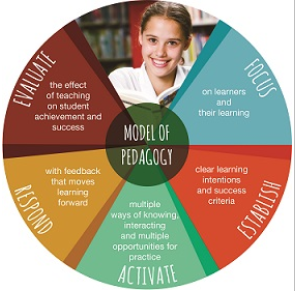 MODEL OF
PEDAGOGY
FOCUS
on learners
and
their learning
ESTABLISH
clear learning
intentions
and success
criteria
ACTIVATE
multiple
ways of knowing,
interacting
and multiple
opportunities for
practice
RESPOND
with feedback
that moves
learning
forward
EVALUATE
the effect
of teaching
on student
achievement and
success